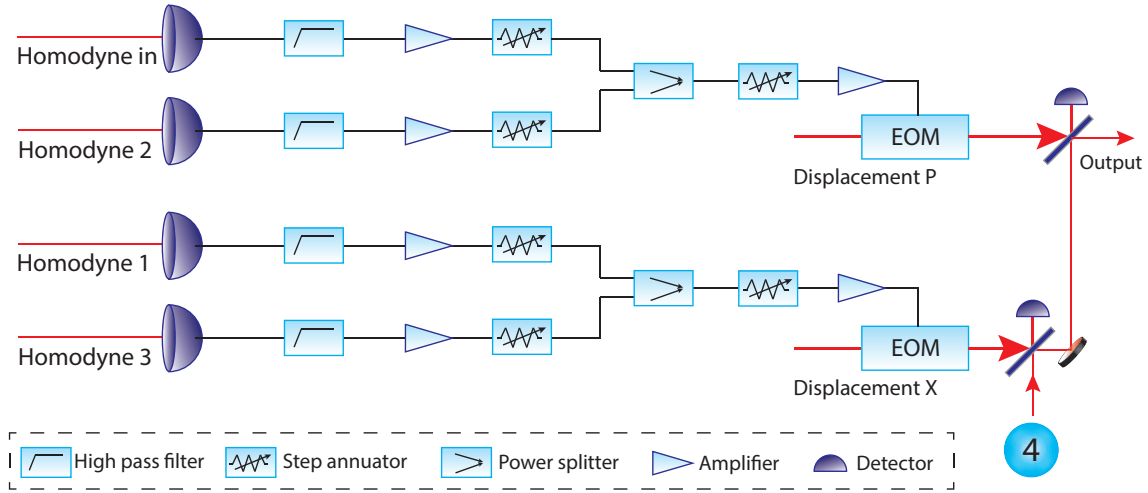 Homodyne in
Homodyne 2
EOM
Displacement P
Output
Homodyne 1
Homodyne 3
EOM
Displacement X
4
High pass filter
Step annuator
Power splitter
Amplifier
Detector